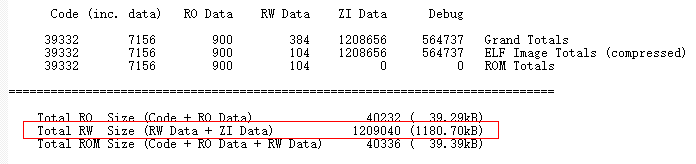 Code (inc. data) RO Data RW Data ZI Data Debug
39332 7156 900 384 1208656 564737 Grand Totals
39332 7156 900 104 1208656 564737 ELF Image Totals (compressed)
39332 7156 900 104 0 0 ROM Totals
==============================================================================
Total RO Size (Code + RO Data) 40232 ( 39.29kB)
Total RW Size (RW Data + ZI Data) 1209040 (1180.70kB)
Total ROM Size (Code + RO Data + RW Data) 40336 ( 39.39kB)